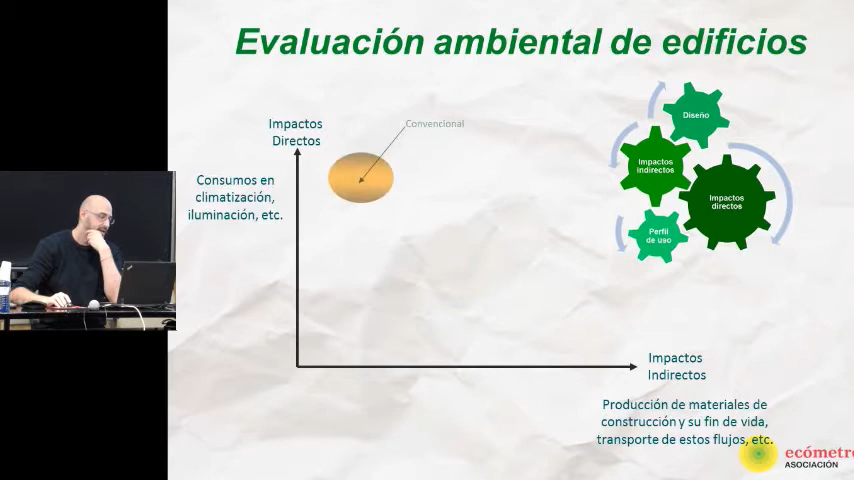 Evaluación ambiental de edificios
Impactos
Directos
Convencional
Consumos en
climatización,
iluminación, etc.
Diseño
Impactos
indirectos
Impactos
directos
Perfil
de uso
Impactos
Indirectos
Producción de materiales de
construcción y su fin de vida,
transporte de estos flujos, etc.
ecómetro
ASOCIACIÓN